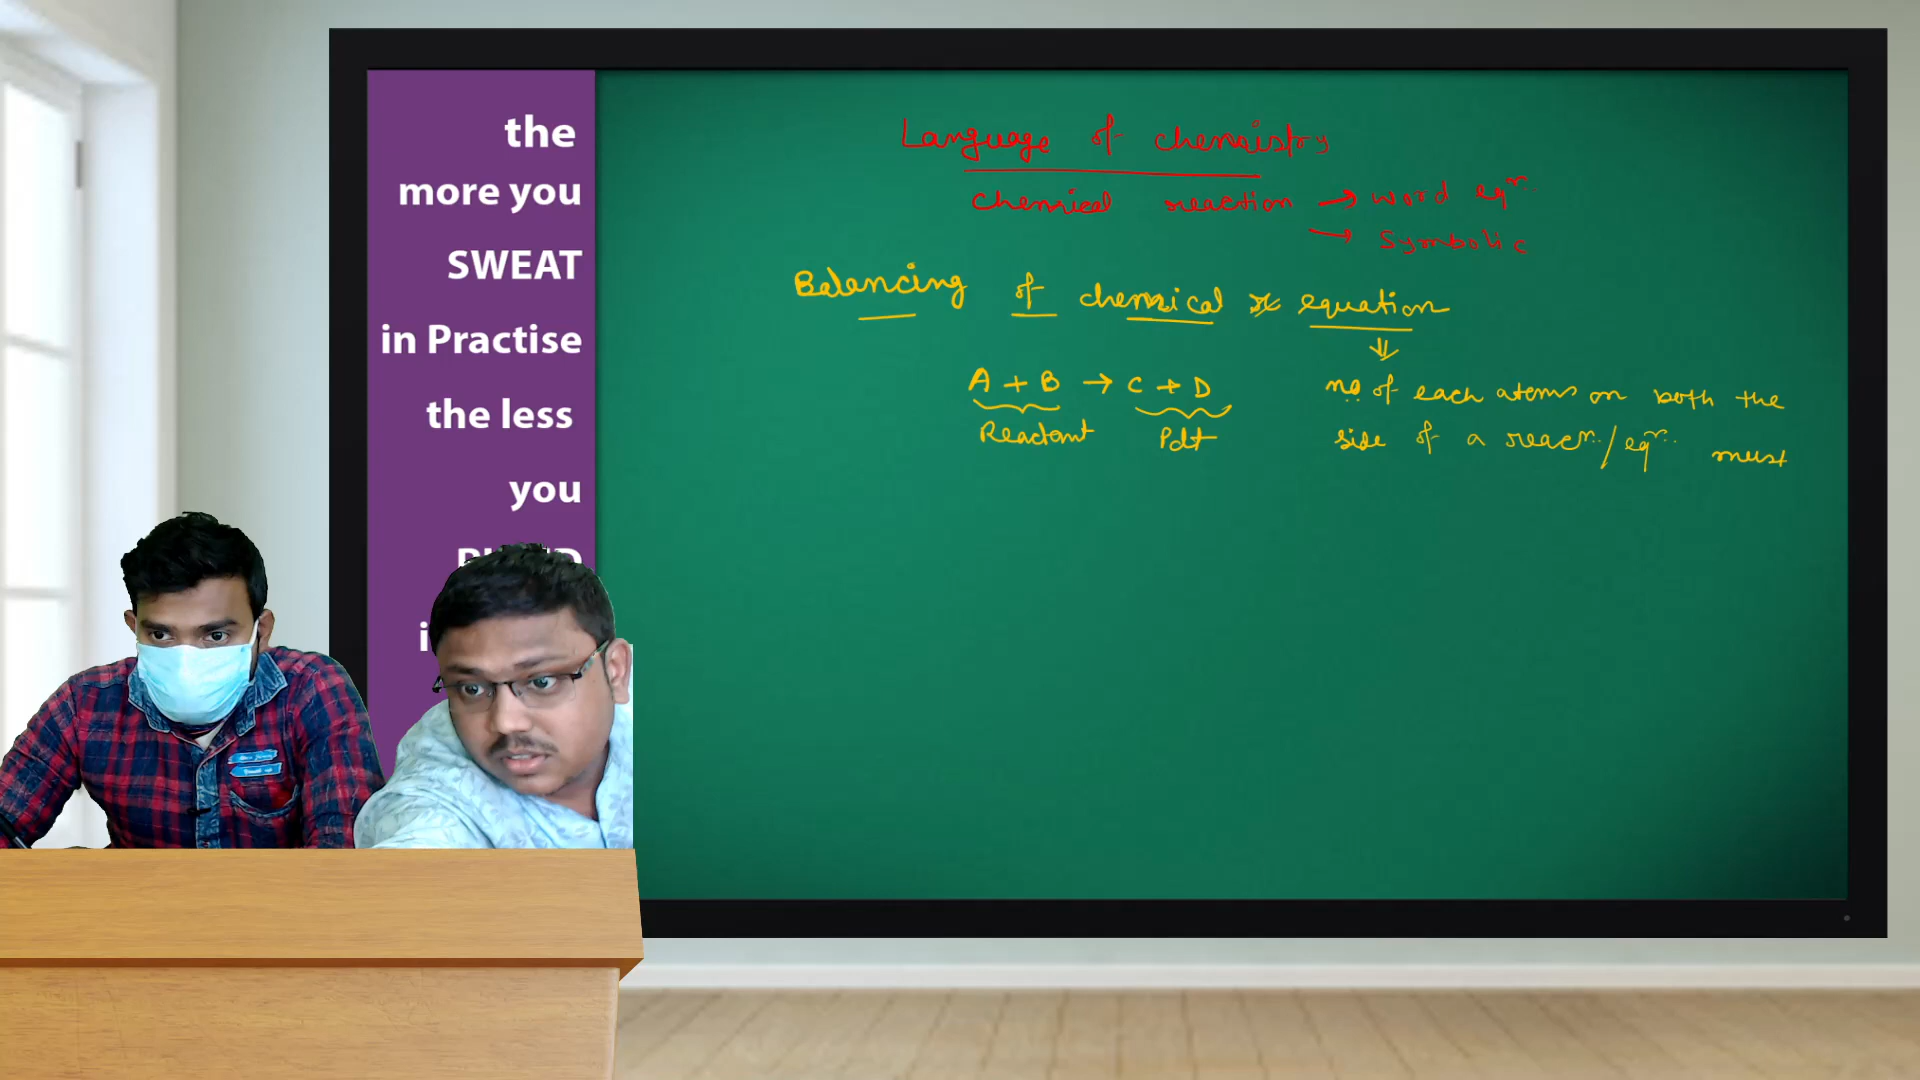 the
more you
SWEAT
in Practise
the less
you
Language of chemistry
Chemical reaction → word eqn.
→ Symbolic
Balancing of chemical equation
⇓
A + B → C + D
Reactant Pdt
no of each atoms on both the
side of a reacn./eqn. must